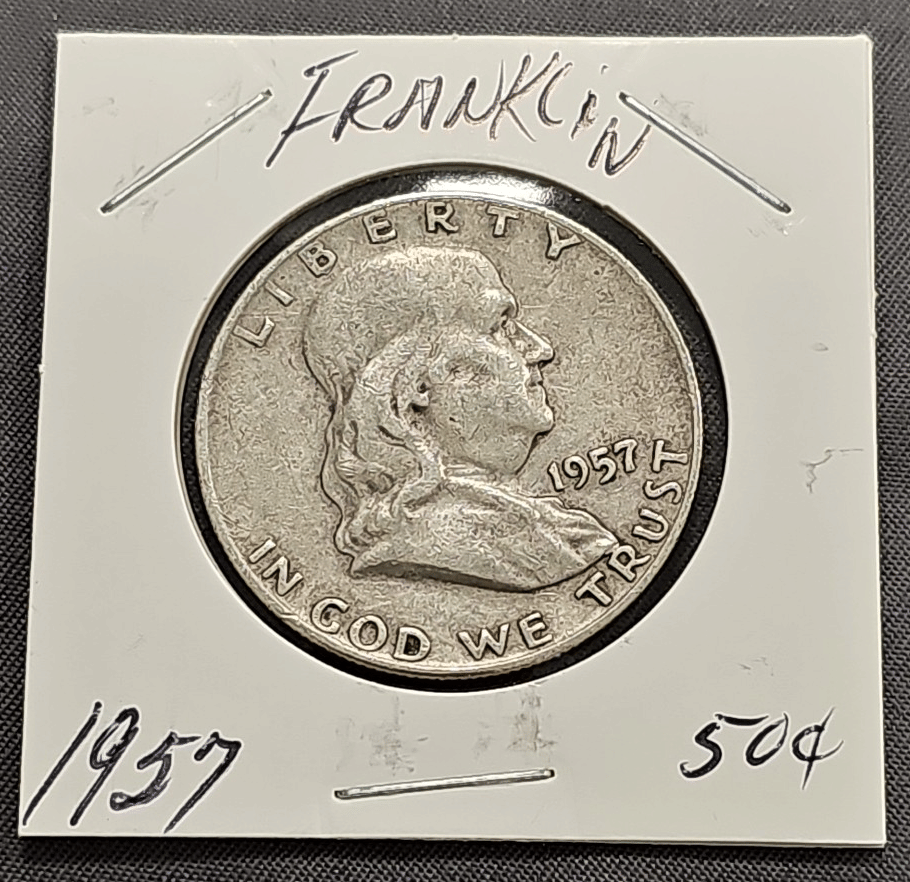 FRANKLIN
LIBERTY
1957
IN GOD WE TRUST
1957 50¢